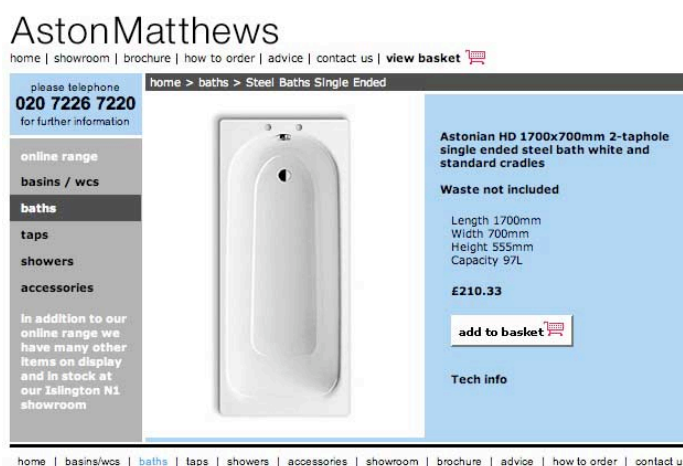 AstonMatthews
home | showroom | brochure | how to order | advice | contact us | view basket
please telephone
020 7226 7220
for further information
home > baths > Steel Baths Single Ended
online range
basins / wcs
baths
taps
showers
accessories
in addition to our
online range we
have many other
items on display
and in stock at
our Islington N1
showroom
Astonian HD 1700x700mm 2-taphole
single ended steel bath white and
standard cradles
Waste not included
Length 1700mm
Width 700mm
Height 555mm
Capacity 97L
£210.33
add to basket
Tech info
home | basins/wcs | baths | taps | showers | accessories | showroom | brochure | advice | how to order | contact us